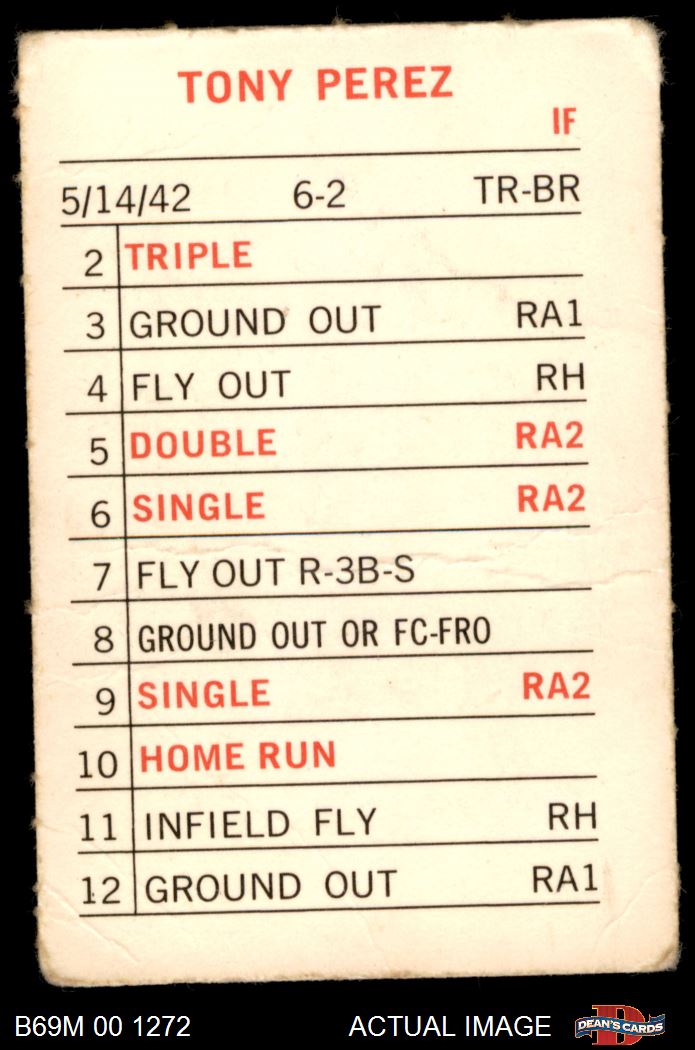 TONY PEREZ
IF
5/14/42 6-2 TR-BR
2 TRIPLE
3 GROUND OUT RA1
4 FLY OUT RH
5 DOUBLE RA2
6 SINGLE RA2
7 FLY OUT R-3B-S
8 GROUND OUT OR FC-FRO
9 SINGLE RA2
10 HOME RUN
11 INFIELD FLY RH
12 GROUND OUT RA1
B69M 00 1272 ACTUAL IMAGE D DEAN'S CARDS